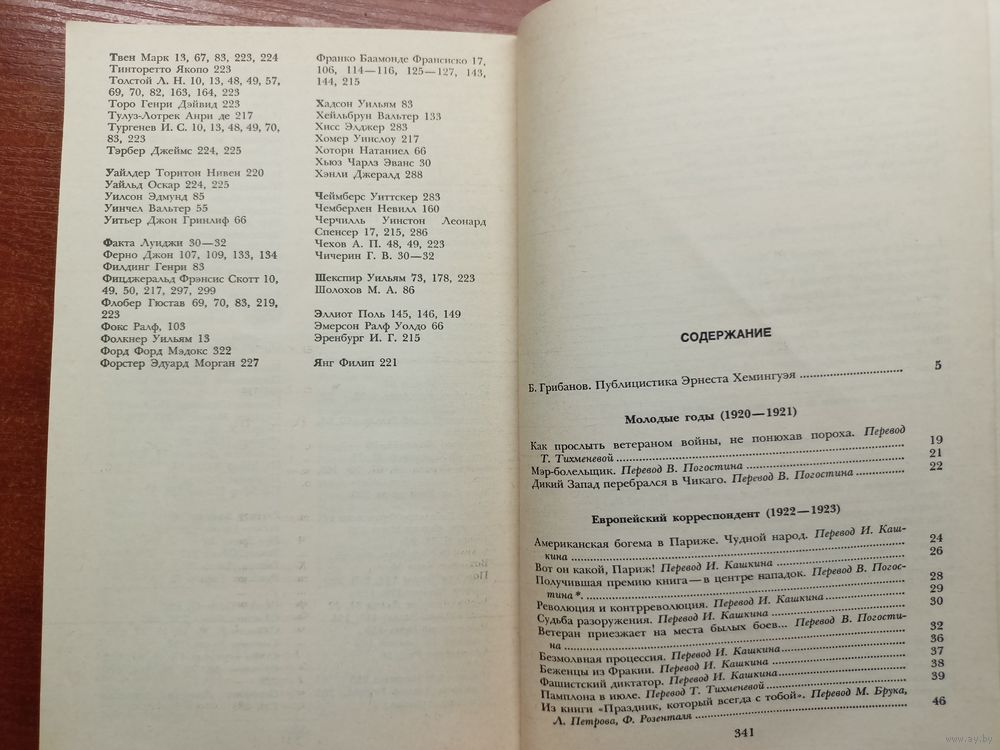 Твен Марк 13, 67, 83, 223, 224
Тинторетто Якопо 223
Толстой Л. Н. 10, 13, 48, 49, 57,
69, 70, 82, 163, 164, 223
Торо Генри Дэйвид 223
Тулуз-Лотрек Анри де 217
Тургенев И. С. 10, 13, 48, 49, 70,
83, 223
Тэрбер Джеймс 224, 225
Уайлдер Торнтон Нивен 220
Уайльд Оскар 224, 225
Уилсон Эдмунд 85
Уинчел Вальтер 55
Уитьер Джон Гринлиф 66
Факта Луиджи 30—32
Ферно Джон 107, 109, 133, 134
Филдинг Генри 83
Фицджеральд Фрэнсис Скотт 10,
49, 50, 217, 297, 299
Флобер Гюстав 69, 70, 83, 219,
223
Фокс Ралф, 103
Фолкнер Уильям 13
Форд Форд Мэдокс 322
Форстер Эдуард Морган 227
Франко Баамонде Франсиско 17,
106, 114—116, 125—127, 143,
144, 215
Хадсон Уильям 83
Хейльбрун Вальтер 133
Хисс Элджер 283
Хомер Уинслоу 217
Хоторн Натаниел 66
Хьюз Чарлз Эванс 30
Хэнли Джералд 288
Чеймберс Уиттскер 283
Чемберлен Невилл 160
Черчилль Уинстон Леонард
Спенсер 17, 215, 286
Чехов А. П. 48, 49, 223
Чичерин Г. В. 30—32
Шекспир Уильям 73, 178, 223
Шолохов М. А. 86
Эллиот Поль 145, 146, 149
Эмерсон Ралф Уолдо 66
Эренбург И. Г. 215
Янг Филип 221
СОДЕРЖАНИЕ
Б. Грибанов. Публицистика Эрнеста Хемингуэя ..... 5
Молодые годы (1920—1921)
Как прослыть ветераном войны, не понюхав пороха. Перевод
Т. Тихменевой ..... 19
Мэр-болельщик. Перевод В. Погостина ..... 21
Дикий Запад перебрался в Чикаго. Перевод В. Погостина ..... 22
Европейский корреспондент (1922—1923)
Американская богема в Париже. Чудной народ. Перевод И. Каш-
кина ..... 24
Вот он какой, Париж! Перевод И. Кашкина ..... 26
Получившая премию книга—в центре нападок. Перевод В. Погос-
тина*. ..... 28
Революция и контрреволюция. Перевод И. Кашкина ..... 29
Судьба разоружения. Перевод И. Кашкина ..... 30
Ветеран приезжает на места былых боев... Перевод В. Погости-
на ..... 32
Безмолвная процессия. Перевод И. Кашкина ..... 36
Беженцы из Фракии. Перевод И. Кашкина ..... 37
Фашистский диктатор. Перевод И. Кашкина ..... 38
Памплона в июле. Перевод Т. Тихменевой ..... 39
Из книги «Праздник, который всегда с тобой». Перевод М. Брука,
Л. Петрова, Ф. Розенталя ..... 46
341
www.ay.by